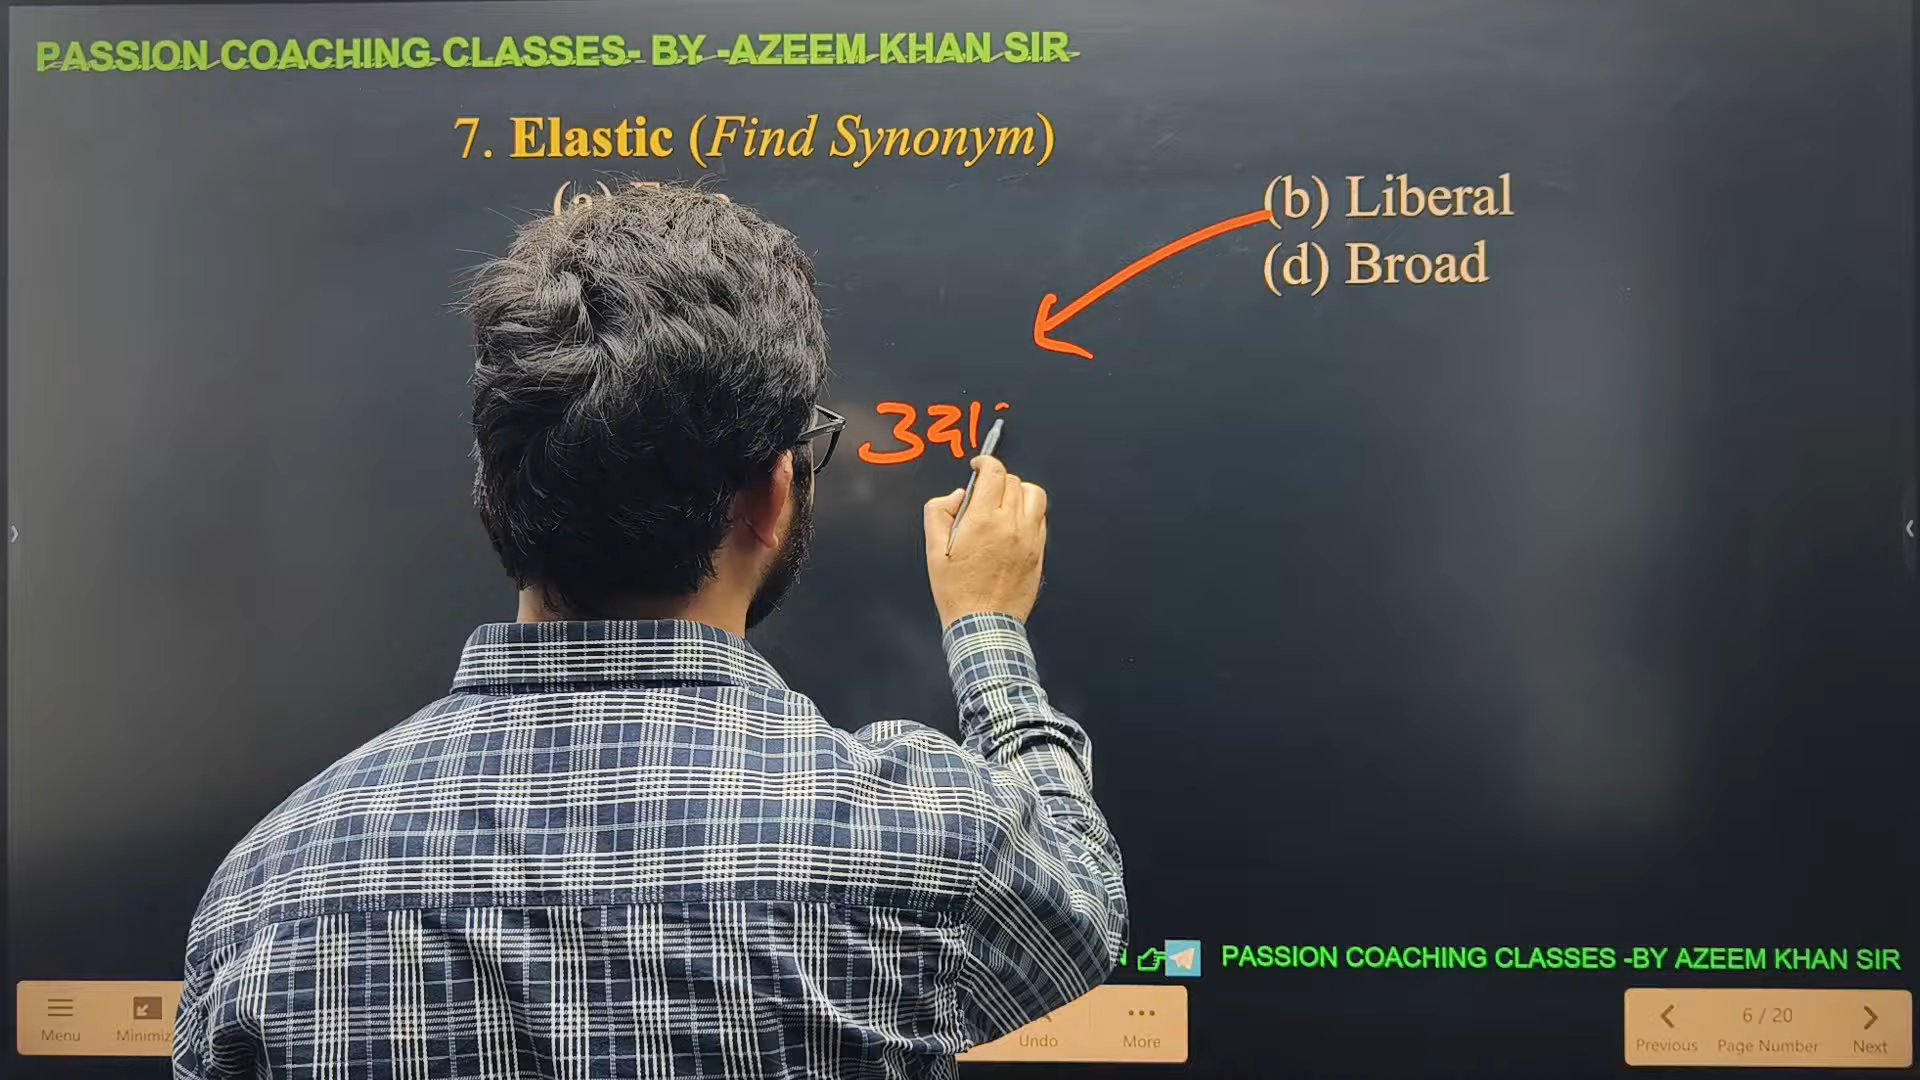 PASSION COACHING CLASSES- BY -AZEEM KHAN SIR
7. Elastic (Find Synonym)
(a)
(b) Liberal
(d) Broad
उदा
PASSION COACHING CLASSES -BY AZEEM KHAN SIR
Menu
Undo
More
Previous
6 / 20
Page Number
Next